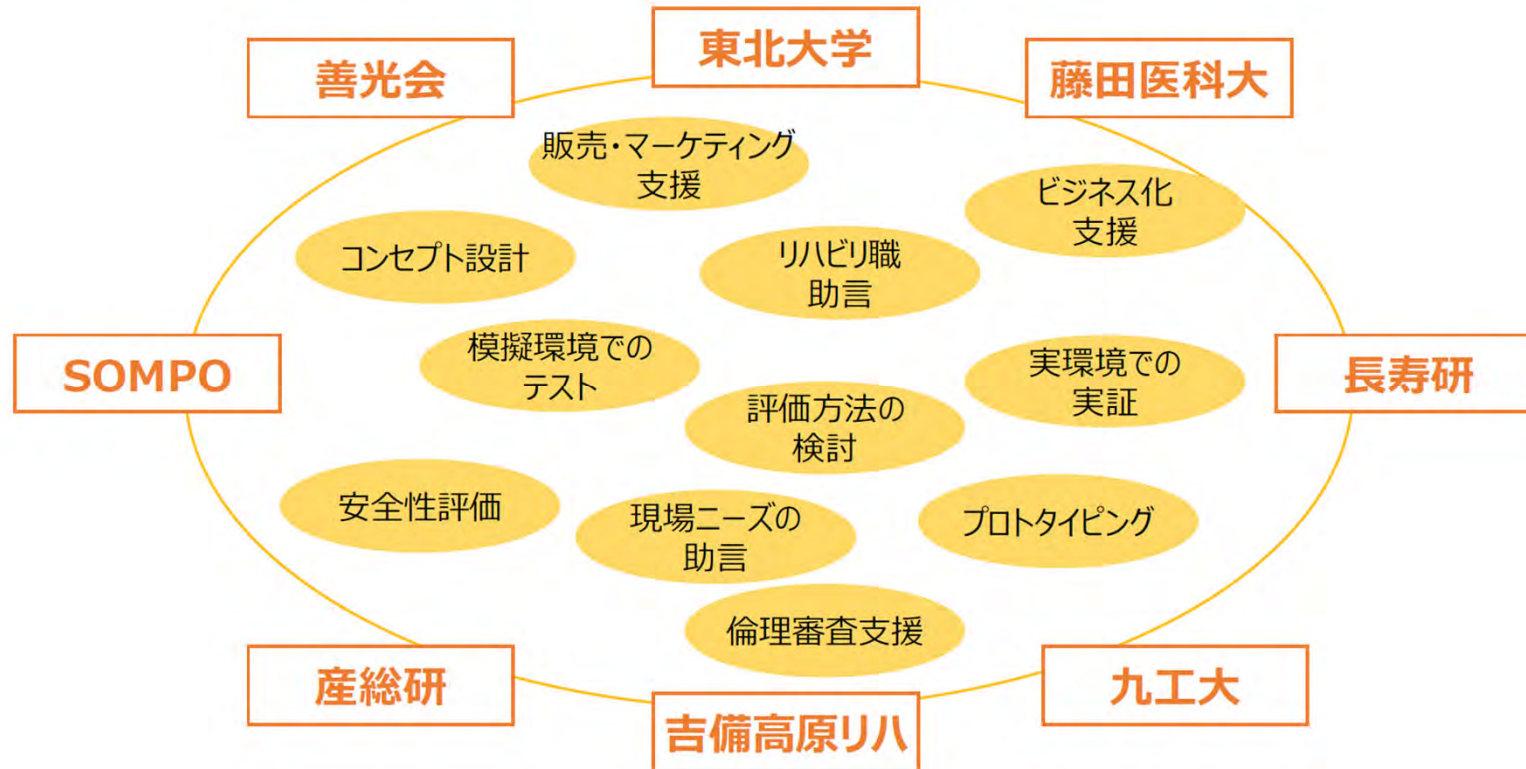 東北大学
善光会
藤田医科大
販売・マーケティング
支援
ビジネス化
支援
コンセプト設計
リハビリ職
助言
SOMPO
模擬環境での
テスト
実環境での
実証
長寿研
評価方法の
検討
安全性評価
現場ニーズの
助言
プロトタイピング
倫理審査支援
産総研
九工大
吉備高原リハ